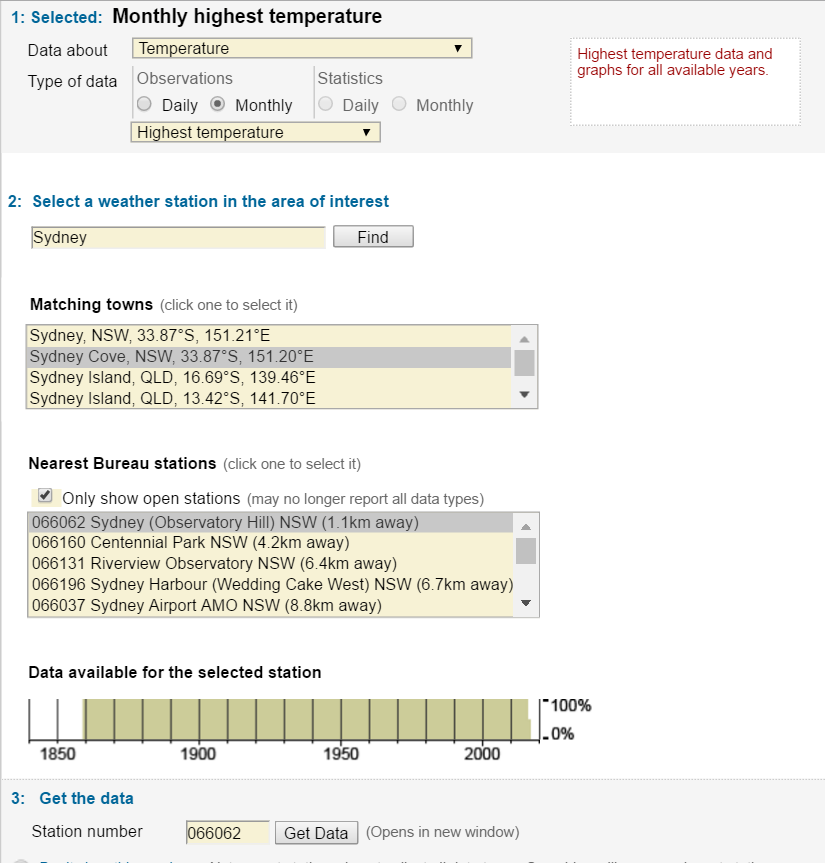 1: Selected: Monthly highest temperature
Data about Temperature
Highest temperature data and
graphs for all available years.
Type of data Observations Statistics
Daily Monthly Daily Monthly
Highest temperature
2: Select a weather station in the area of interest
Sydney Find
Matching towns (click one to select it)
Sydney, NSW, 33.87°S, 151.21°E
Sydney Cove, NSW, 33.87°S, 151.20°E
Sydney Island, QLD, 16.69°S, 139.46°E
Sydney Island, QLD, 13.42°S, 141.70°E
Nearest Bureau stations (click one to select it)
Only show open stations (may no longer report all data types)
066062 Sydney (Observatory Hill) NSW (1.1km away)
066160 Centennial Park NSW (4.2km away)
066131 Riverview Observatory NSW (6.4km away)
066196 Sydney Harbour (Wedding Cake West) NSW (6.7km away)
066037 Sydney Airport AMO NSW (8.8km away)
Data available for the selected station
100%
0%
1850 1900 1950 2000
3: Get the data
Station number 066062 Get Data (Opens in new window)